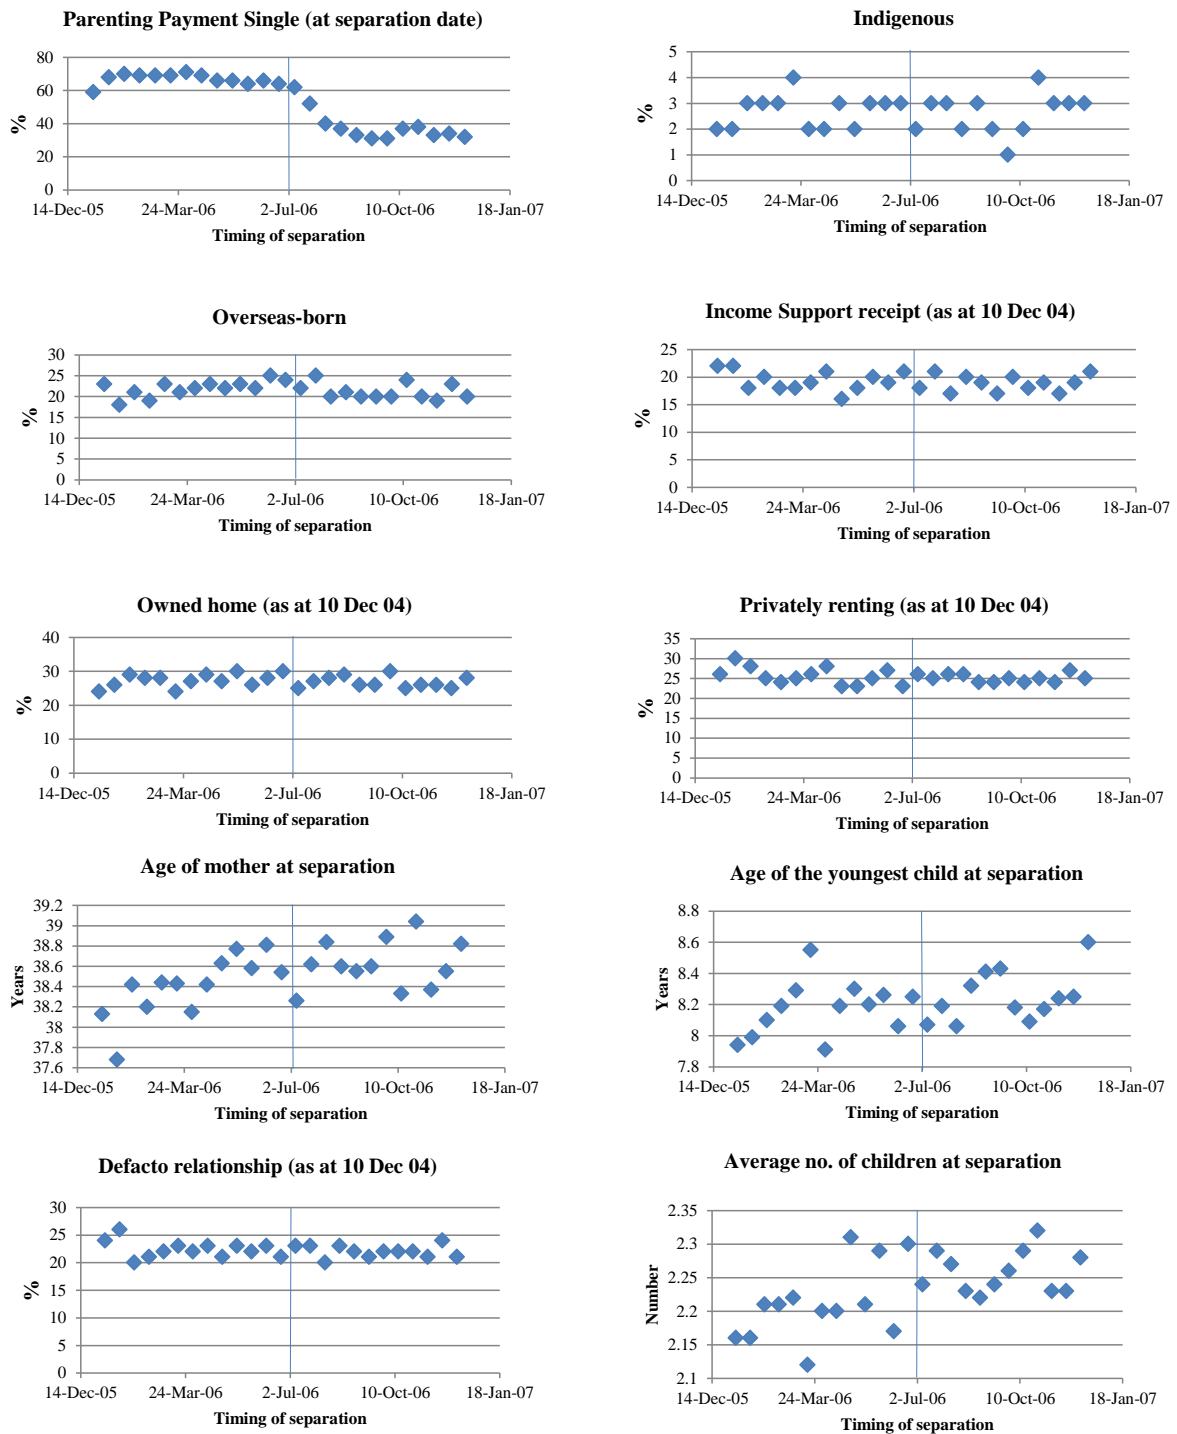 Parenting Payment Single (at separation date)
80
60
40
20
0
%
14-Dec-05 24-Mar-06 2-Jul-06 10-Oct-06 18-Jan-07
Timing of separation
Indigenous
5
4
3
2
1
0
%
14-Dec-05 24-Mar-06 2-Jul-06 10-Oct-06 18-Jan-07
Timing of separation
Overseas-born
30
25
20
15
10
5
0
%
14-Dec-05 24-Mar-06 2-Jul-06 10-Oct-06 18-Jan-07
Timing of separation
Income Support receipt (as at 10 Dec 04)
25
20
15
10
5
0
%
14-Dec-05 24-Mar-06 2-Jul-06 10-Oct-06 18-Jan-07
Timing of separation
Owned home (as at 10 Dec 04)
40
30
20
10
0
%
14-Dec-05 24-Mar-06 2-Jul-06 10-Oct-06 18-Jan-07
Timing of separation
Privately renting (as at 10 Dec 04)
35
30
25
20
15
10
5
0
%
14-Dec-05 24-Mar-06 2-Jul-06 10-Oct-06 18-Jan-07
Timing of separation
Age of mother at separation
39.2
39
38.8
38.6
38.4
38.2
38
37.8
37.6
Years
14-Dec-05 24-Mar-06 2-Jul-06 10-Oct-06 18-Jan-07
Timing of separation
Age of the youngest child at separation
8.8
8.6
8.4
8.2
8
7.8
Years
14-Dec-05 24-Mar-06 2-Jul-06 10-Oct-06 18-Jan-07
Timing of separation
Defacto relationship (as at 10 Dec 04)
30
25
20
15
10
5
0
%
14-Dec-05 24-Mar-06 2-Jul-06 10-Oct-06 18-Jan-07
Timing of separation
Average no. of children at separation
2.35
2.3
2.25
2.2
2.15
2.1
Number
14-Dec-05 24-Mar-06 2-Jul-06 10-Oct-06 18-Jan-07
Timing of separation